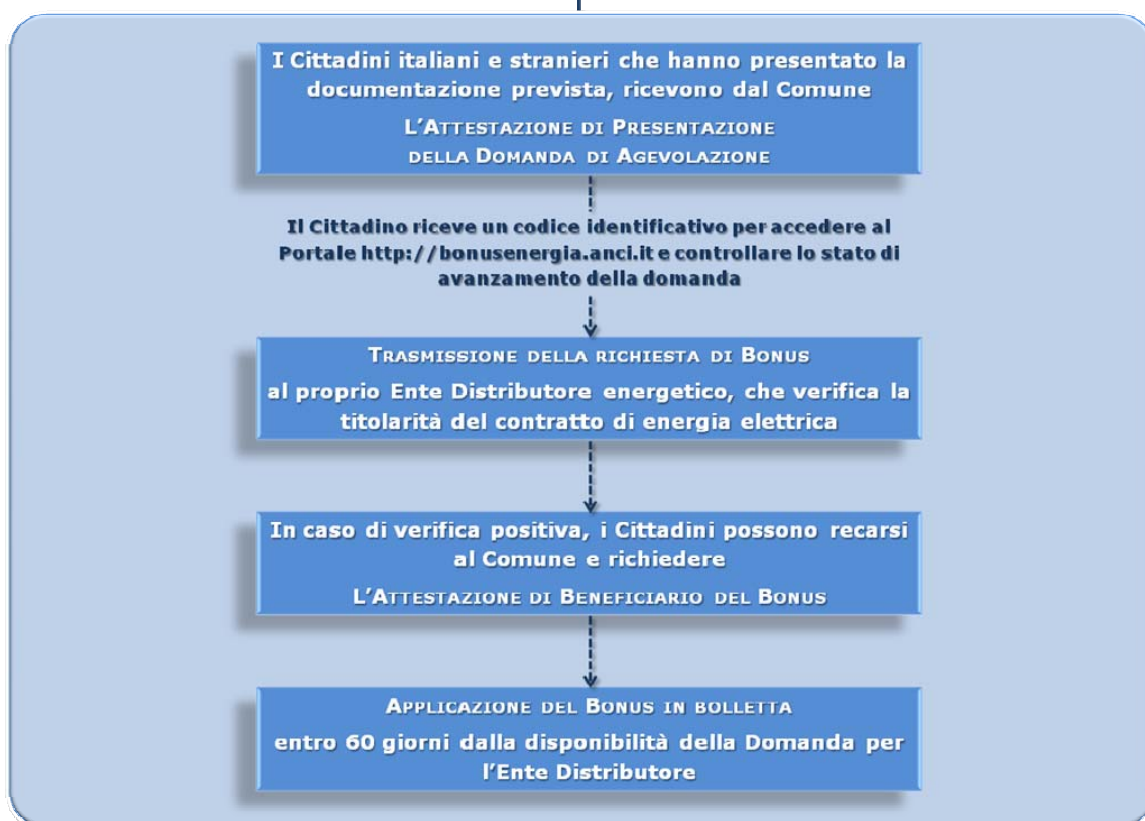 I Cittadini italiani e stranieri che hanno presentato la
documentazione prevista, ricevono dal Comune
L'Attestazione di Presentazione
della Domanda di Agevolazione
Il Cittadino riceve un codice identificativo per accedere al
Portale http://bonusenergia.anci.it e controllare lo stato di
avanzamento della domanda
Trasmissione della richiesta di Bonus
al proprio Ente Distributore energetico, che verifica la
titolarità del contratto di energia elettrica
In caso di verifica positiva, i Cittadini possono recarsi
al Comune e richiedere
L'Attestazione di Beneficiario del Bonus
Applicazione del Bonus in bolletta
entro 60 giorni dalla disponibilità della Domanda per
l'Ente Distributore